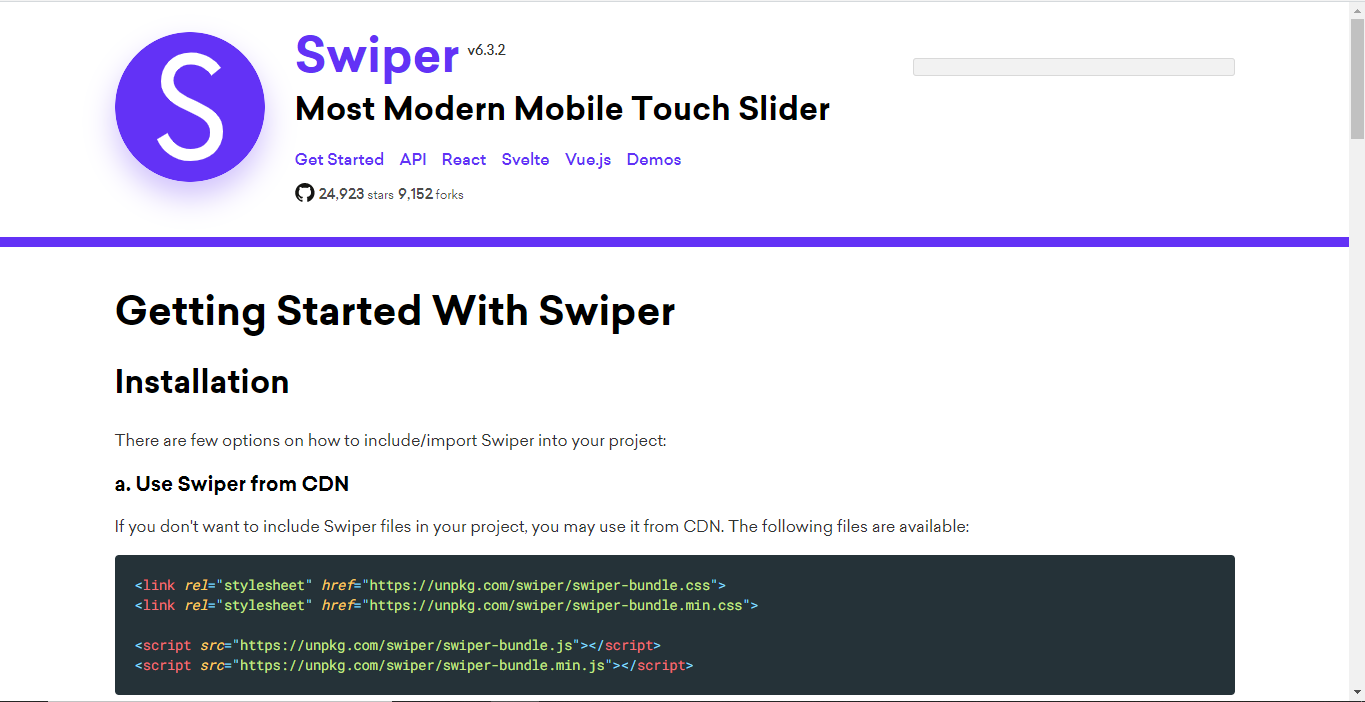 S
Swiper v6.3.2
Most Modern Mobile Touch Slider
Get Started API React Svelte Vue.js Demos
24,923 stars 9,152 forks
Getting Started With Swiper
Installation
There are few options on how to include/import Swiper into your project:
a. Use Swiper from CDN
If you don't want to include Swiper files in your project, you may use it from CDN. The following files are available:
<link rel="stylesheet" href="https://unpkg.com/swiper/swiper-bundle.css">
<link rel="stylesheet" href="https://unpkg.com/swiper/swiper-bundle.min.css">
<script src="https://unpkg.com/swiper/swiper-bundle.js"></script>
<script src="https://unpkg.com/swiper/swiper-bundle.min.js"></script>